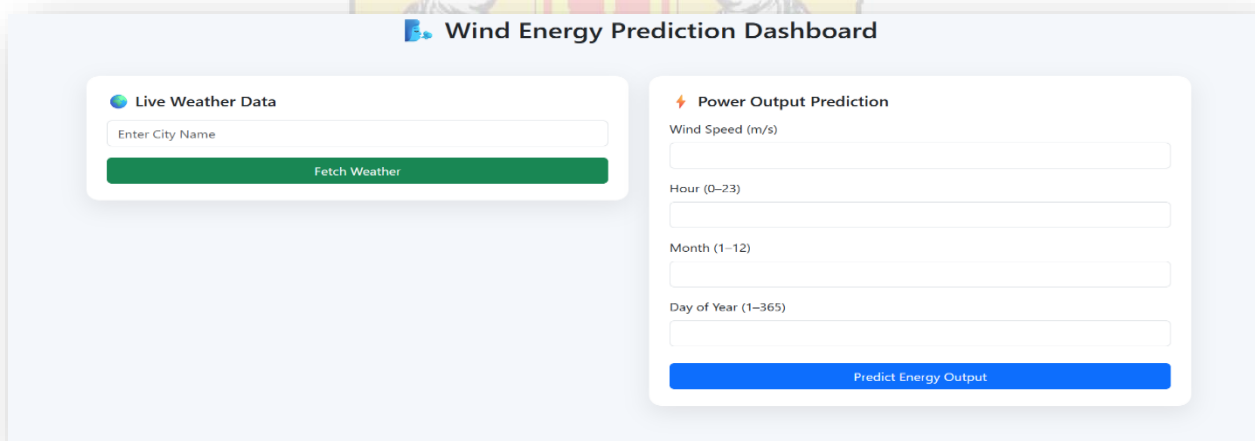 Wind Energy Prediction Dashboard
Live Weather Data
Enter City Name
Fetch Weather
Power Output Prediction
Wind Speed (m/s)
Hour (0–23)
Month (1–12)
Day of Year (1–365)
Predict Energy Output